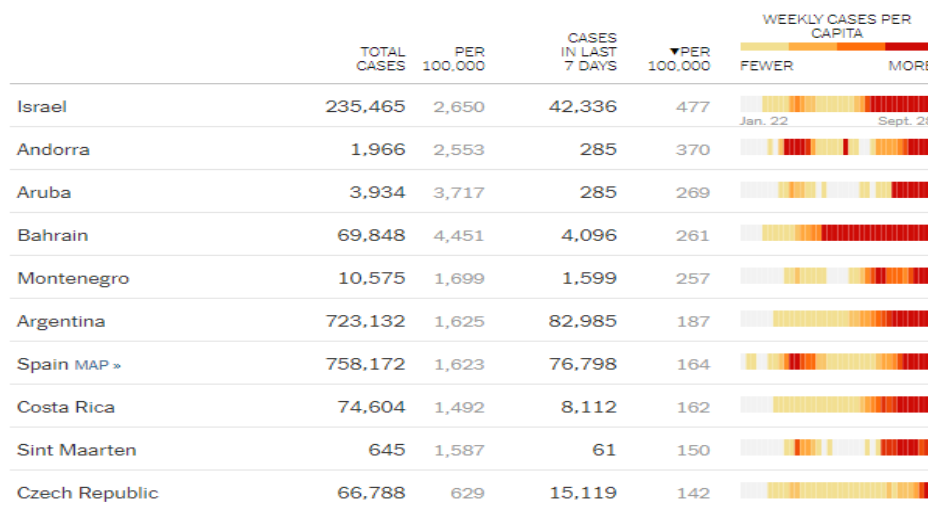 WEEKLY CASES PER
CAPITA
TOTAL CASES PER 100,000 CASES IN LAST 7 DAYS ▼PER 100,000 FEWER MORE
Israel 235,465 2,650 42,336 477
Jan. 22 Sept. 28
Andorra 1,966 2,553 285 370
Aruba 3,934 3,717 285 269
Bahrain 69,848 4,451 4,096 261
Montenegro 10,575 1,699 1,599 257
Argentina 723,132 1,625 82,985 187
Spain MAP » 758,172 1,623 76,798 164
Costa Rica 74,604 1,492 8,112 162
Sint Maarten 645 1,587 61 150
Czech Republic 66,788 629 15,119 142